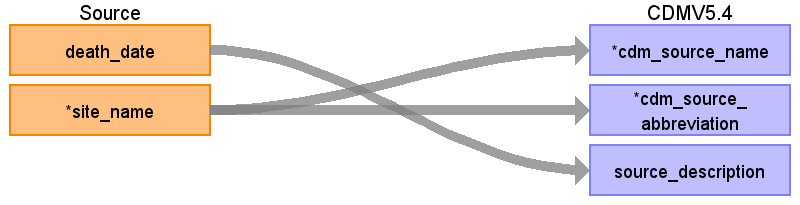 Source
CDMV5.4
death_date
*cdm_source_name
*site_name
*cdm_source_
abbreviation
source_description